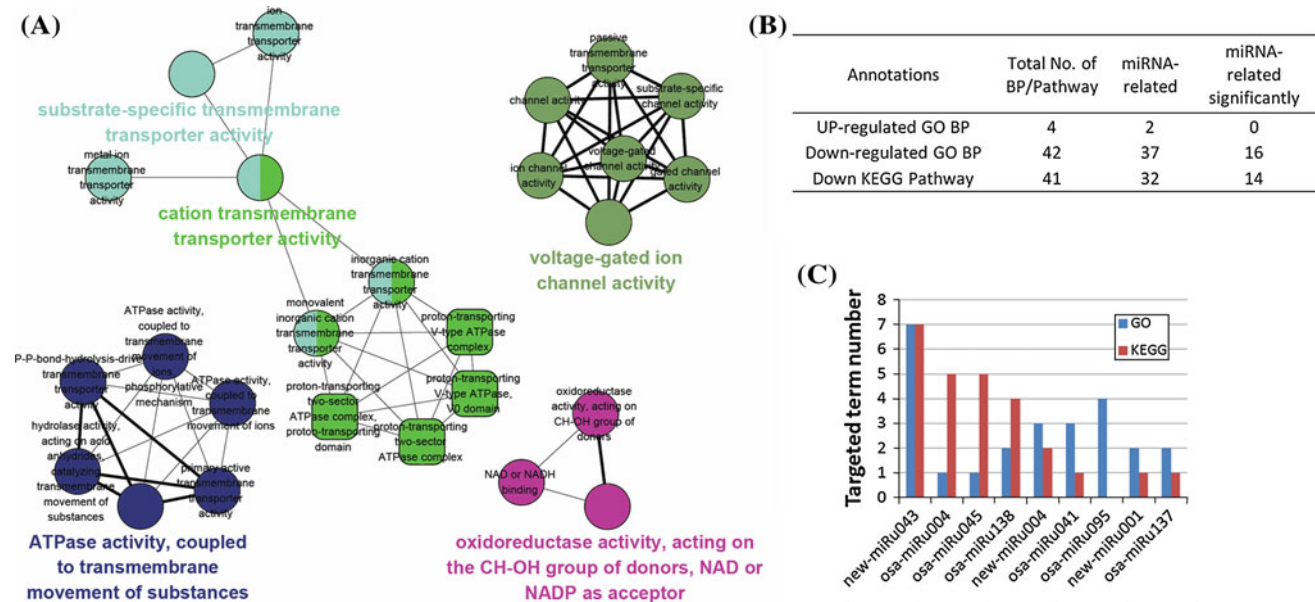 (A)
ion
transmembrane
transporter
activity
substrate-specific transmembrane
transporter activity
metal ion
transmembrane
transporter
activity
cation transmembrane
transporter activity
inorganic cation
transmembrane
transporter
activity
monovalent
inorganic cation
transmembrane
transporter
activity
proton-transporting
V-type ATPase
complex
proton-transporting
V-type ATPase,
V0 domain
proton-transporting
two-sector
ATPase complex,
proton-transporting
domain
proton-transporting
two-sector
ATPase complex
passive
transmembrane
transporter
activity
channel activity
substrate-specific
channel activity
voltage-gated
channel activity
ion channel
activity
gated channel
activity
voltage-gated ion
channel activity
ATPase activity,
coupled to
transmembrane
movement of
ions,
phosphorylative
mechanism
P-P-bond-hydrolysis-drive
transmembrane
transporter
activity
ATPase activity,
coupled to
transmembrane
movement of ions
hydrolase activity,
acting on acid
anhydrides,
catalyzing
transmembrane
movement of
substances
primary active
transmembrane
transporter
activity
ATPase activity, coupled
to transmembrane
movement of substances
oxidoreductase
activity, acting on
CH-OH group of
donors
NAD or NADH
binding
oxidoreductase activity, acting on
the CH-OH group of donors, NAD or
NADP as acceptor
(B)
Annotations Total No. of BP/Pathway miRNA-related miRNA-related significantly
UP-regulated GO BP 4 2 0
Down-regulated GO BP 42 37 16
Down KEGG Pathway 41 32 14
(C)
Targeted term number
8
7
6
5
4
3
2
1
0
GO
KEGG
new-miRu043
osa-miRu004
osa-miRu045
osa-miRu138
new-miRu004
osa-miRu041
osa-miRu095
new-miRu001
osa-miRu137